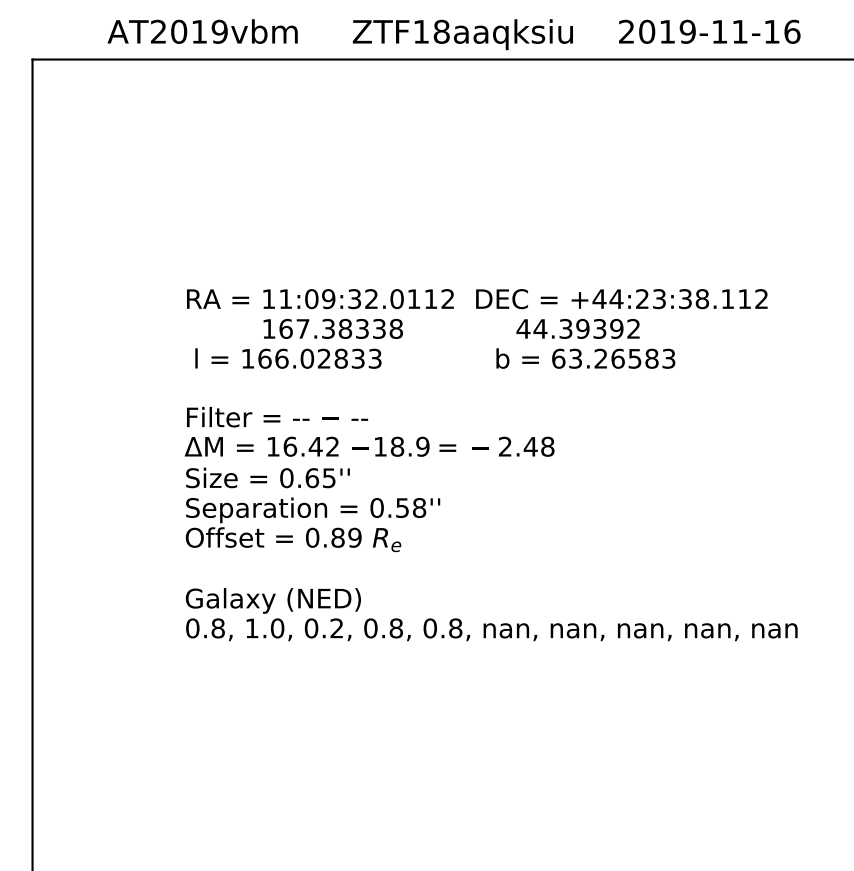 AT2019vbm ZTF18aaqksiu 2019-11-16
RA = 11:09:32.0112 DEC = +44:23:38.112
167.38338 44.39392
l = 166.02833 b = 63.26583
Filter = -- − --
ΔM = 16.42 −18.9 = −2.48
Size = 0.65''
Separation = 0.58''
Offset = 0.89 Re
Galaxy (NED)
0.8, 1.0, 0.2, 0.8, 0.8, nan, nan, nan, nan, nan